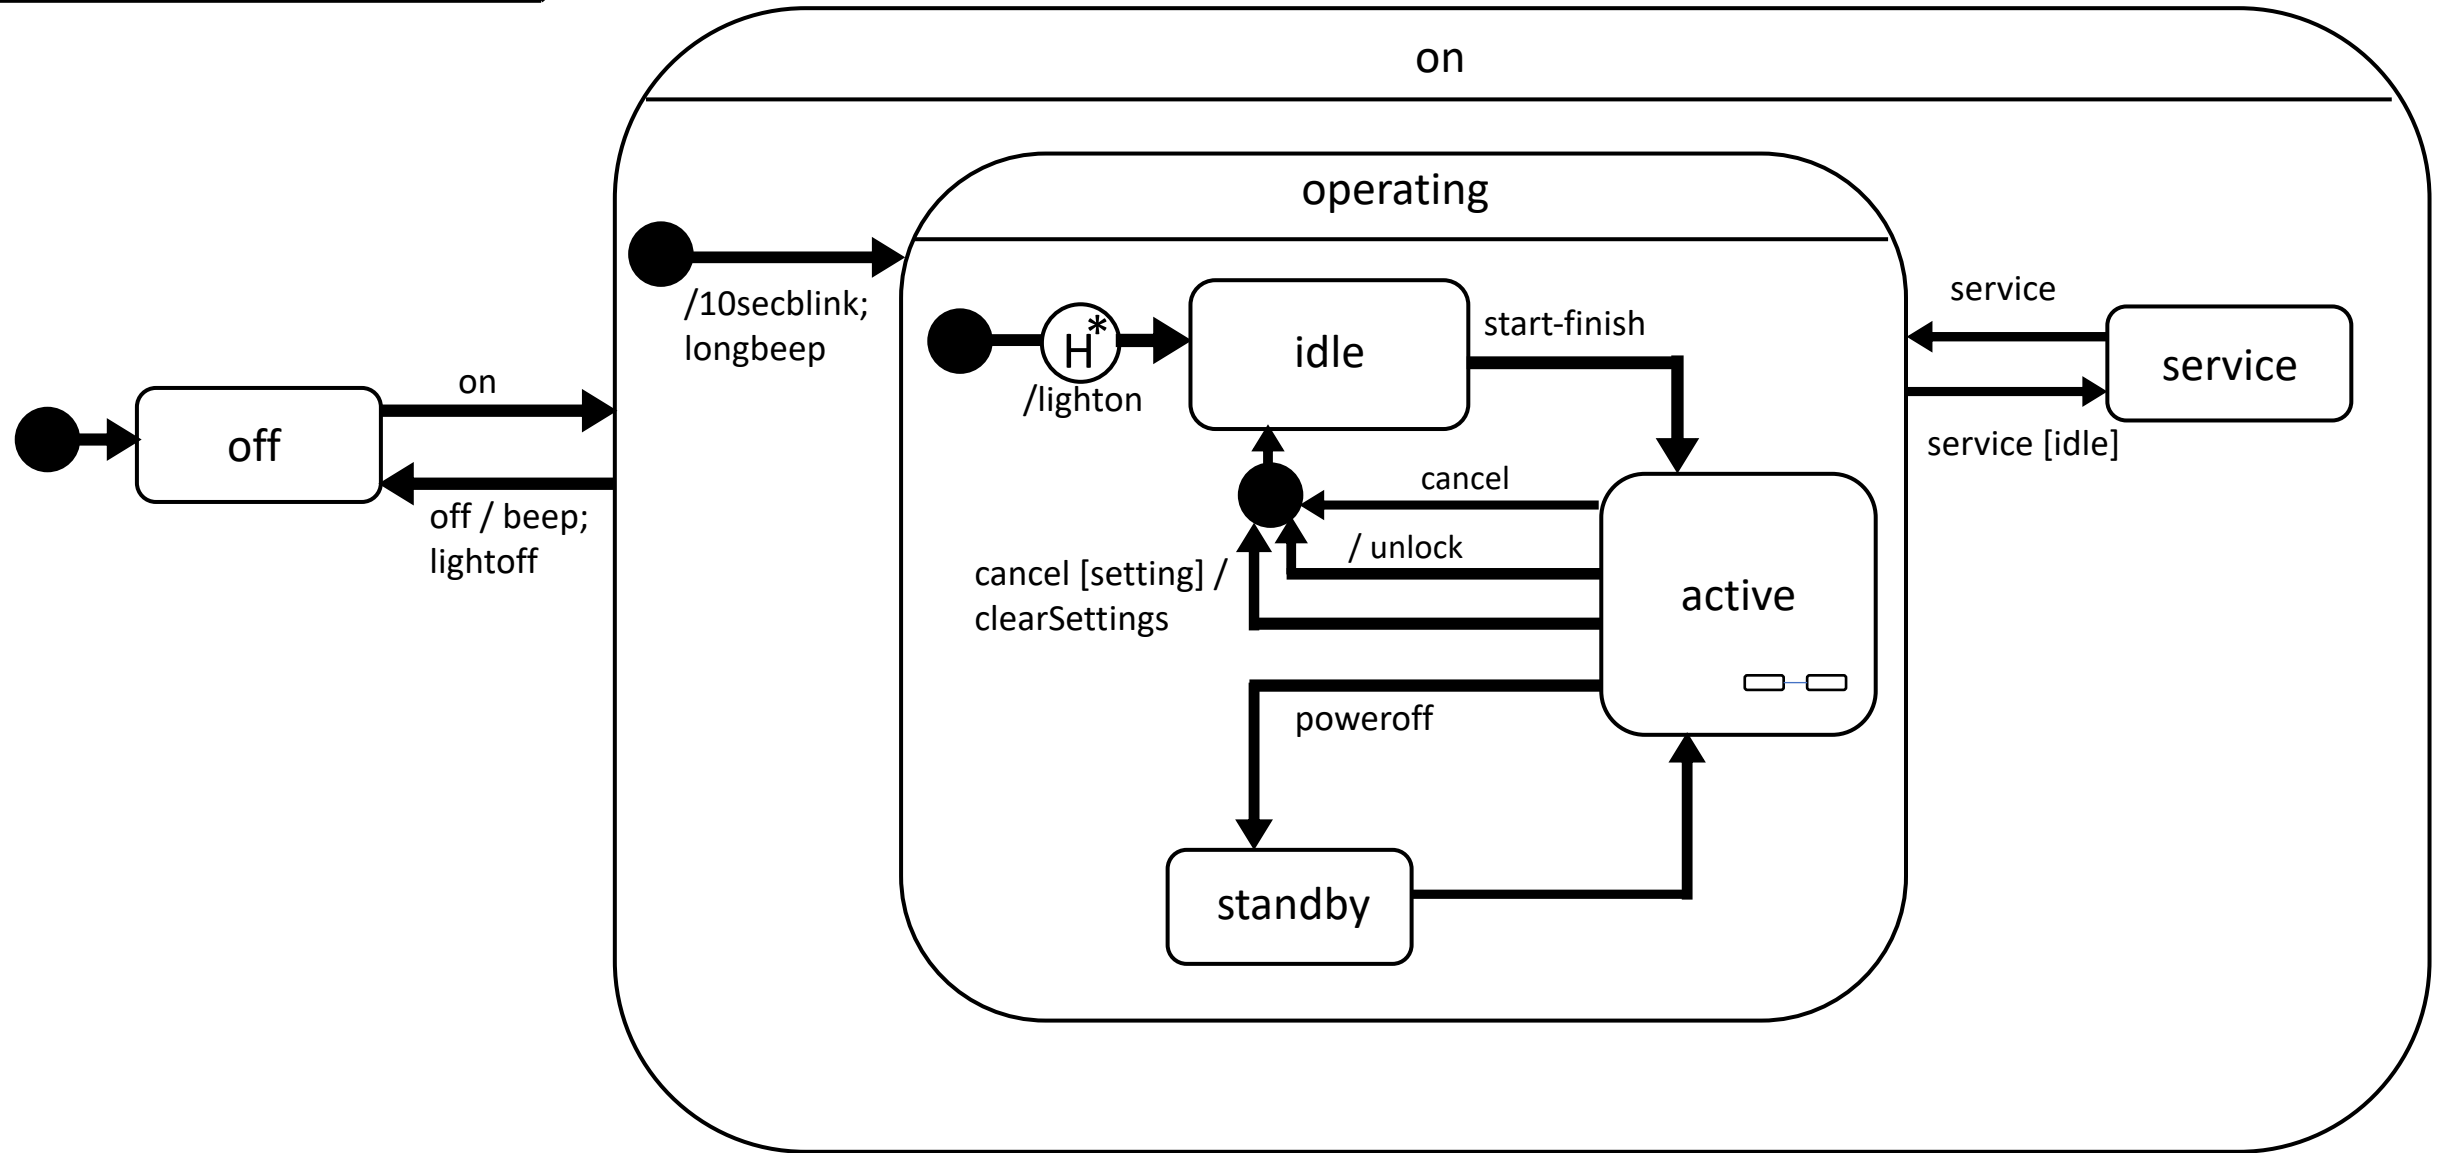 on
operating
service
/10secblink;
longbeep
H*
/lighton
idle
start-finish
service
service [idle]
on
off
off / beep;
lightoff
cancel
/ unlock
cancel [setting] /
clearSettings
active
poweroff
standby